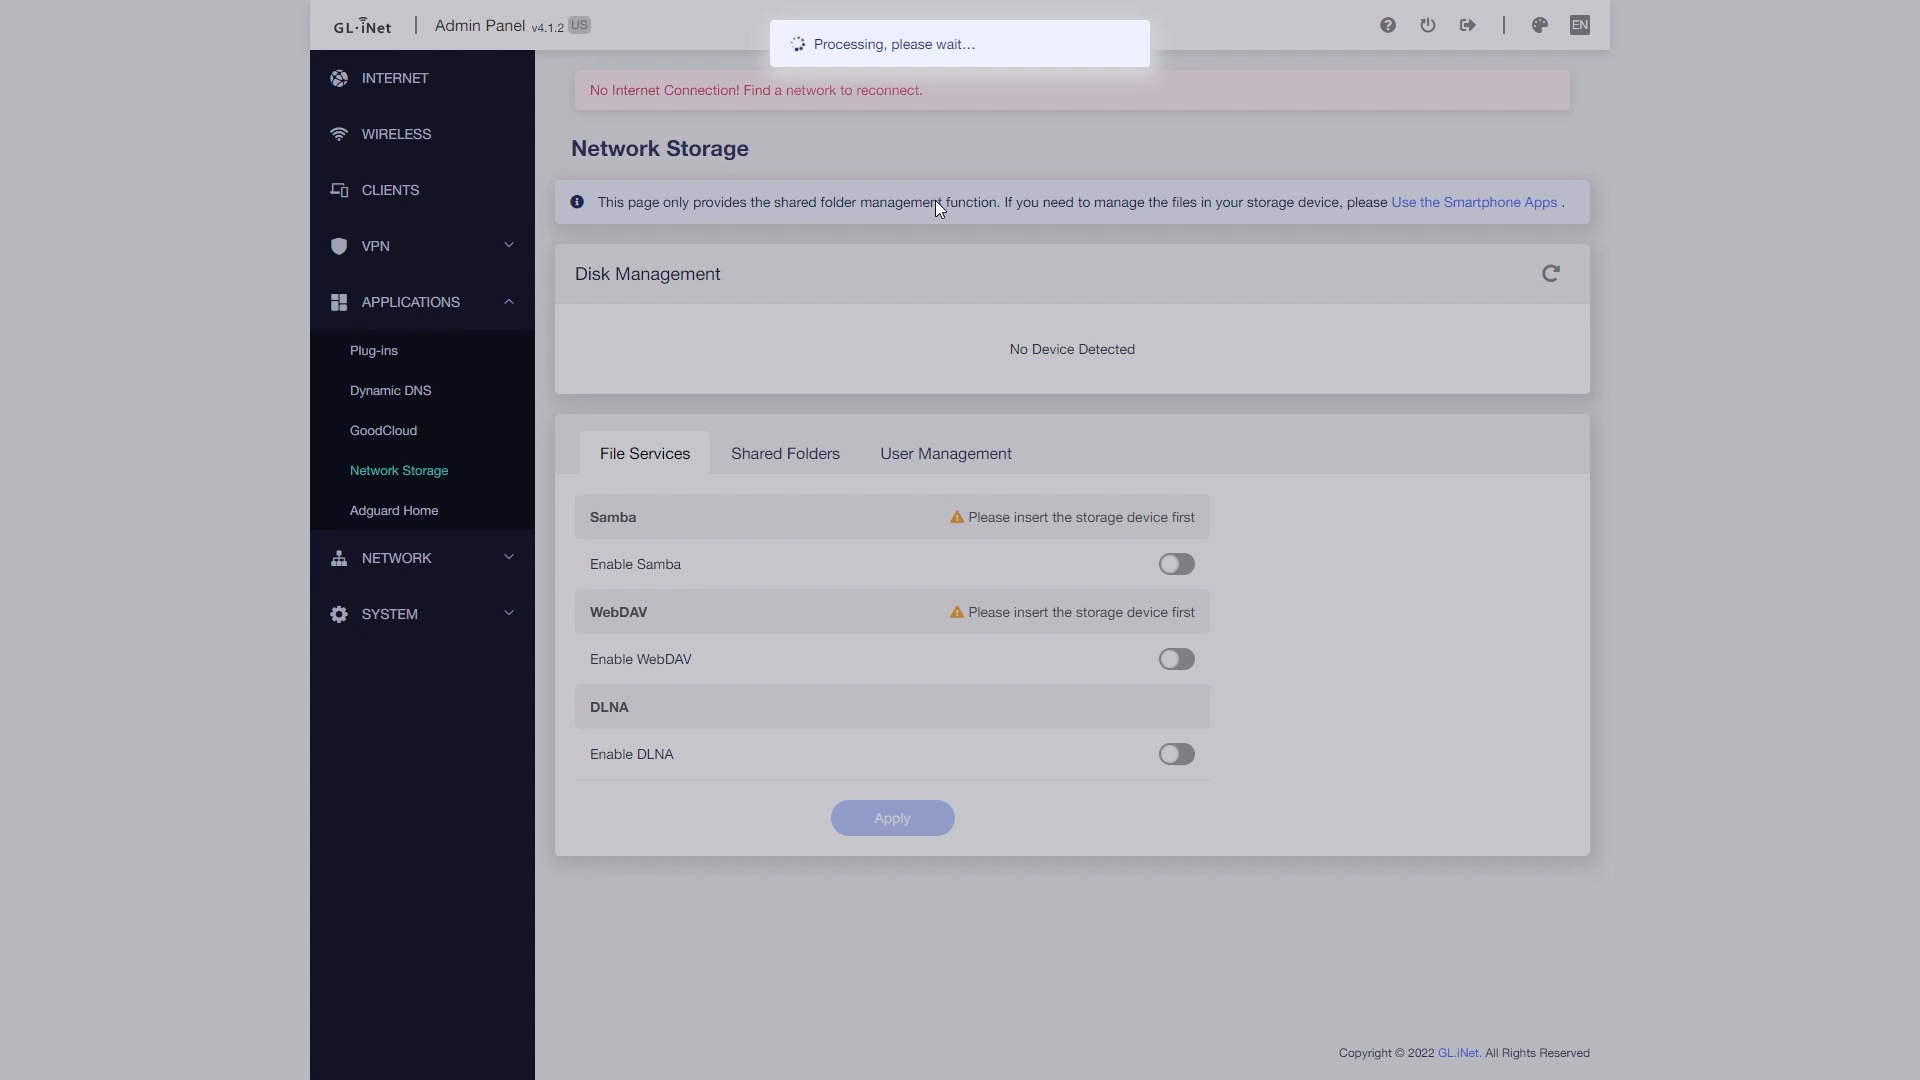 GL·iNet
Admin Panel v4.1.2 US
EN
Processing, please wait...
No Internet Connection! Find a network to reconnect.
INTERNET
WIRELESS
CLIENTS
VPN
APPLICATIONS
Plug-ins
Dynamic DNS
GoodCloud
Network Storage
Adguard Home
NETWORK
SYSTEM
Network Storage
This page only provides the shared folder management function. If you need to manage the files in your storage device, please Use the Smartphone Apps .
Disk Management
No Device Detected
File Services Shared Folders User Management
Samba Please insert the storage device first
Enable Samba
WebDAV Please insert the storage device first
Enable WebDAV
DLNA
Enable DLNA
Apply
Copyright © 2022 GL.iNet. All Rights Reserved